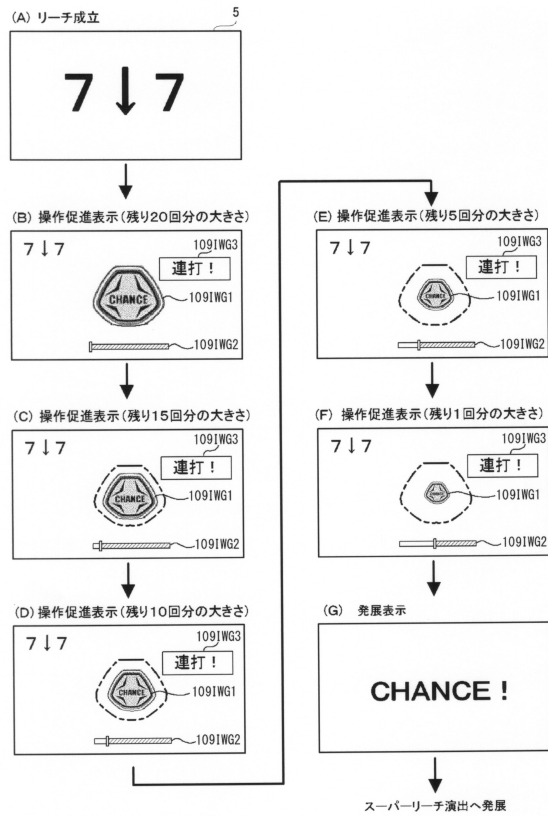 (A) リーチ成立
5
7↓7
(B) 操作促進表示(残り20回分の大きさ)
7↓7
109IWG3
連打!
CHANCE
109IWG1
109IWG2
(C) 操作促進表示(残り15回分の大きさ)
7↓7
109IWG3
連打!
CHANCE
109IWG1
109IWG2
(D) 操作促進表示(残り10回分の大きさ)
7↓7
109IWG3
連打!
CHANCE
109IWG1
109IWG2
(E) 操作促進表示(残り5回分の大きさ)
7↓7
109IWG3
連打!
CHANCE
109IWG1
109IWG2
(F) 操作促進表示(残り1回分の大きさ)
7↓7
109IWG3
連打!
CHANCE
109IWG1
109IWG2
(G) 発展表示
CHANCE!
スーパーリーチ演出へ発展